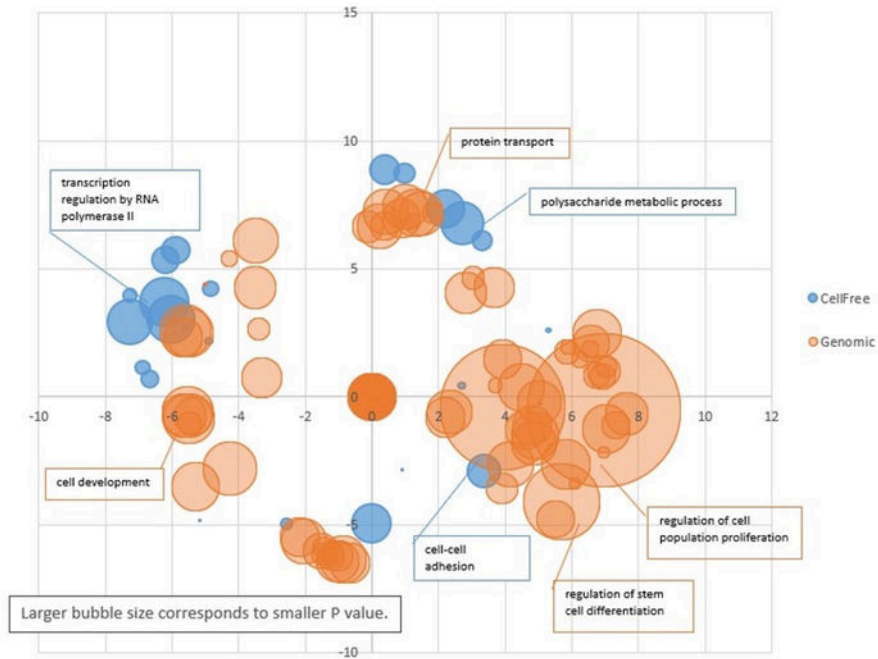 15
10
protein transport
transcription
regulation by RNA
polymerase II
polysaccharide metabolic process
5
CellFree
Genomic
0
-10
-8
-6
-4
-2
0
2
4
6
8
10
12
cell development
-5
regulation of cell
population proliferation
cell-cell
adhesion
regulation of stem
cell differentiation
Larger bubble size corresponds to smaller P value.
-10